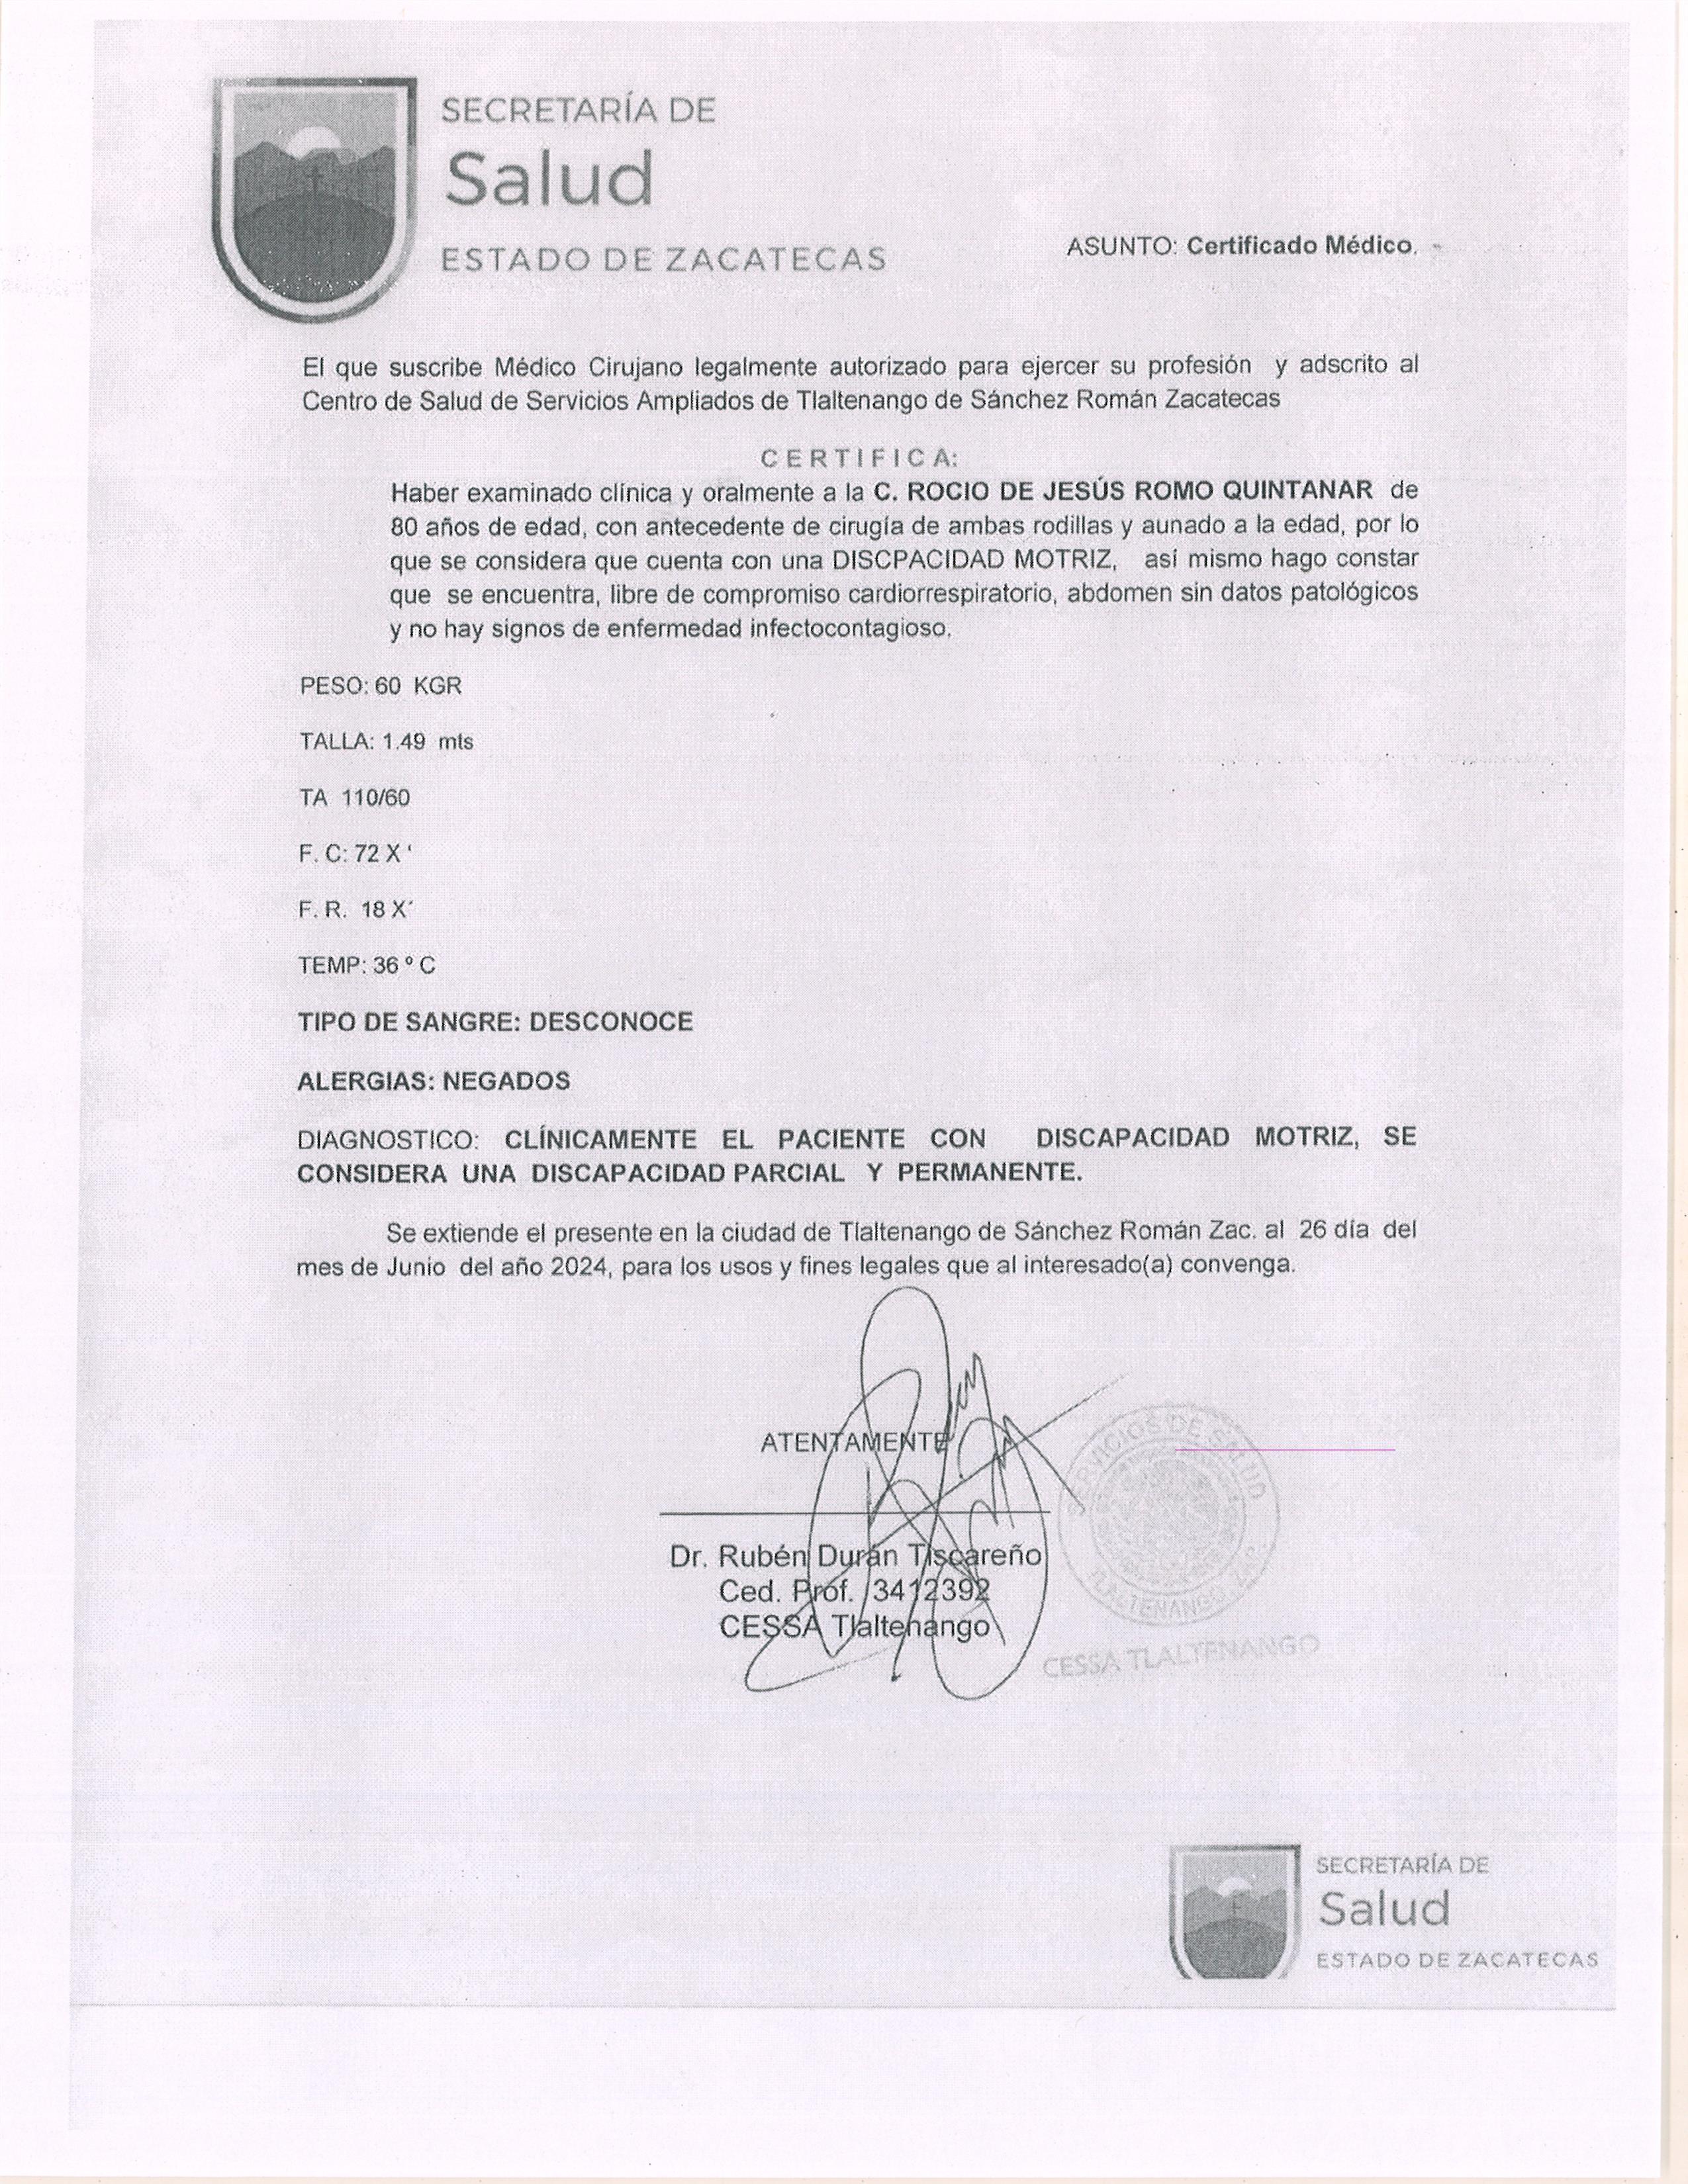 SECRETARÍA DE
Salud
ESTADO DE ZACATECAS
ASUNTO: Certificado Médico.
El que suscribe Médico Cirujano legalmente autorizado para ejercer su profesión y adscrito al
Centro de Salud de Servicios Ampliados de Tlaltenango de Sánchez Román Zacatecas
CERTIFICA:
Haber examinado clínica y oralmente a la C. ROCIO DE JESÚS ROMO QUINTANAR de
80 años de edad, con antecedente de cirugía de ambas rodillas y aunado a la edad, por lo
que se considera que cuenta con una DISCPACIDAD MOTRIZ, así mismo hago constar
que se encuentra, libre de compromiso cardiorrespiratorio, abdomen sin datos patológicos
y no hay signos de enfermedad infectocontagioso.
PESO: 60 KGR
TALLA: 1.49 mts
TA 110/60
F. C: 72 X '
F. R. 18 X´
TEMP: 36 º C
TIPO DE SANGRE: DESCONOCE
ALERGIAS: NEGADOS
DIAGNOSTICO: CLÍNICAMENTE EL PACIENTE CON DISCAPACIDAD MOTRIZ, SE
CONSIDERA UNA DISCAPACIDAD PARCIAL Y PERMANENTE.
Se extiende el presente en la ciudad de Tlaltenango de Sánchez Román Zac. al 26 día del
mes de Junio del año 2024, para los usos y fines legales que al interesado(a) convenga.
ATENTAMENTE
Dr. Rubén Durán Tiscareño
Ced. Prof. 3412392
CESSA Tlaltenango
SERVICIOS DE SALUD
TLALTENANGO, ZAC.
CESSA TLALTENANGO
SECRETARÍA DE
Salud
ESTADO DE ZACATECAS